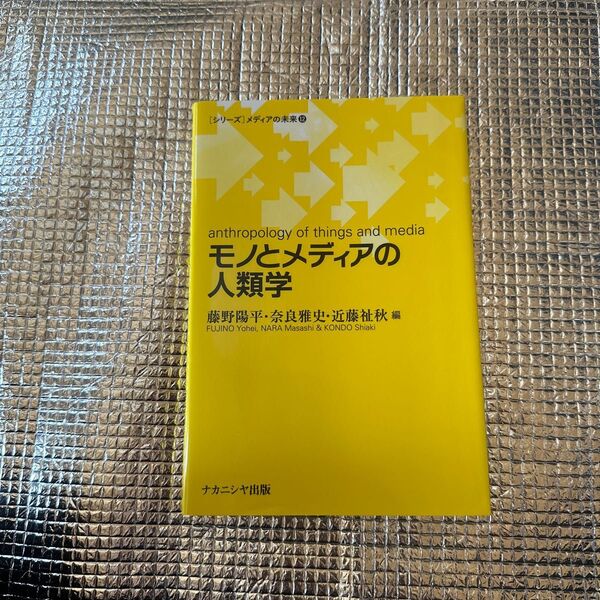 [シリーズ]メディアの未来⓬
anthropology of things and media
モノとメディアの
人類学
藤野陽平・奈良雅史・近藤祉秋 編
FUJINO Yohei, NARA Masashi & KONDO Shiaki
ナカニシヤ出版